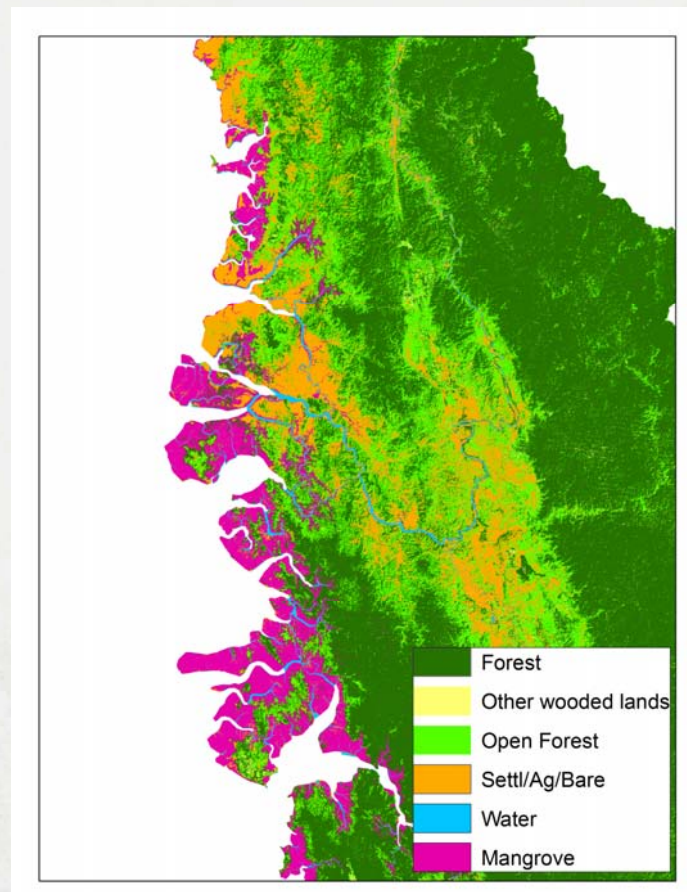 Forest
Other wooded lands
Open Forest
Settl/Ag/Bare
Water
Mangrove